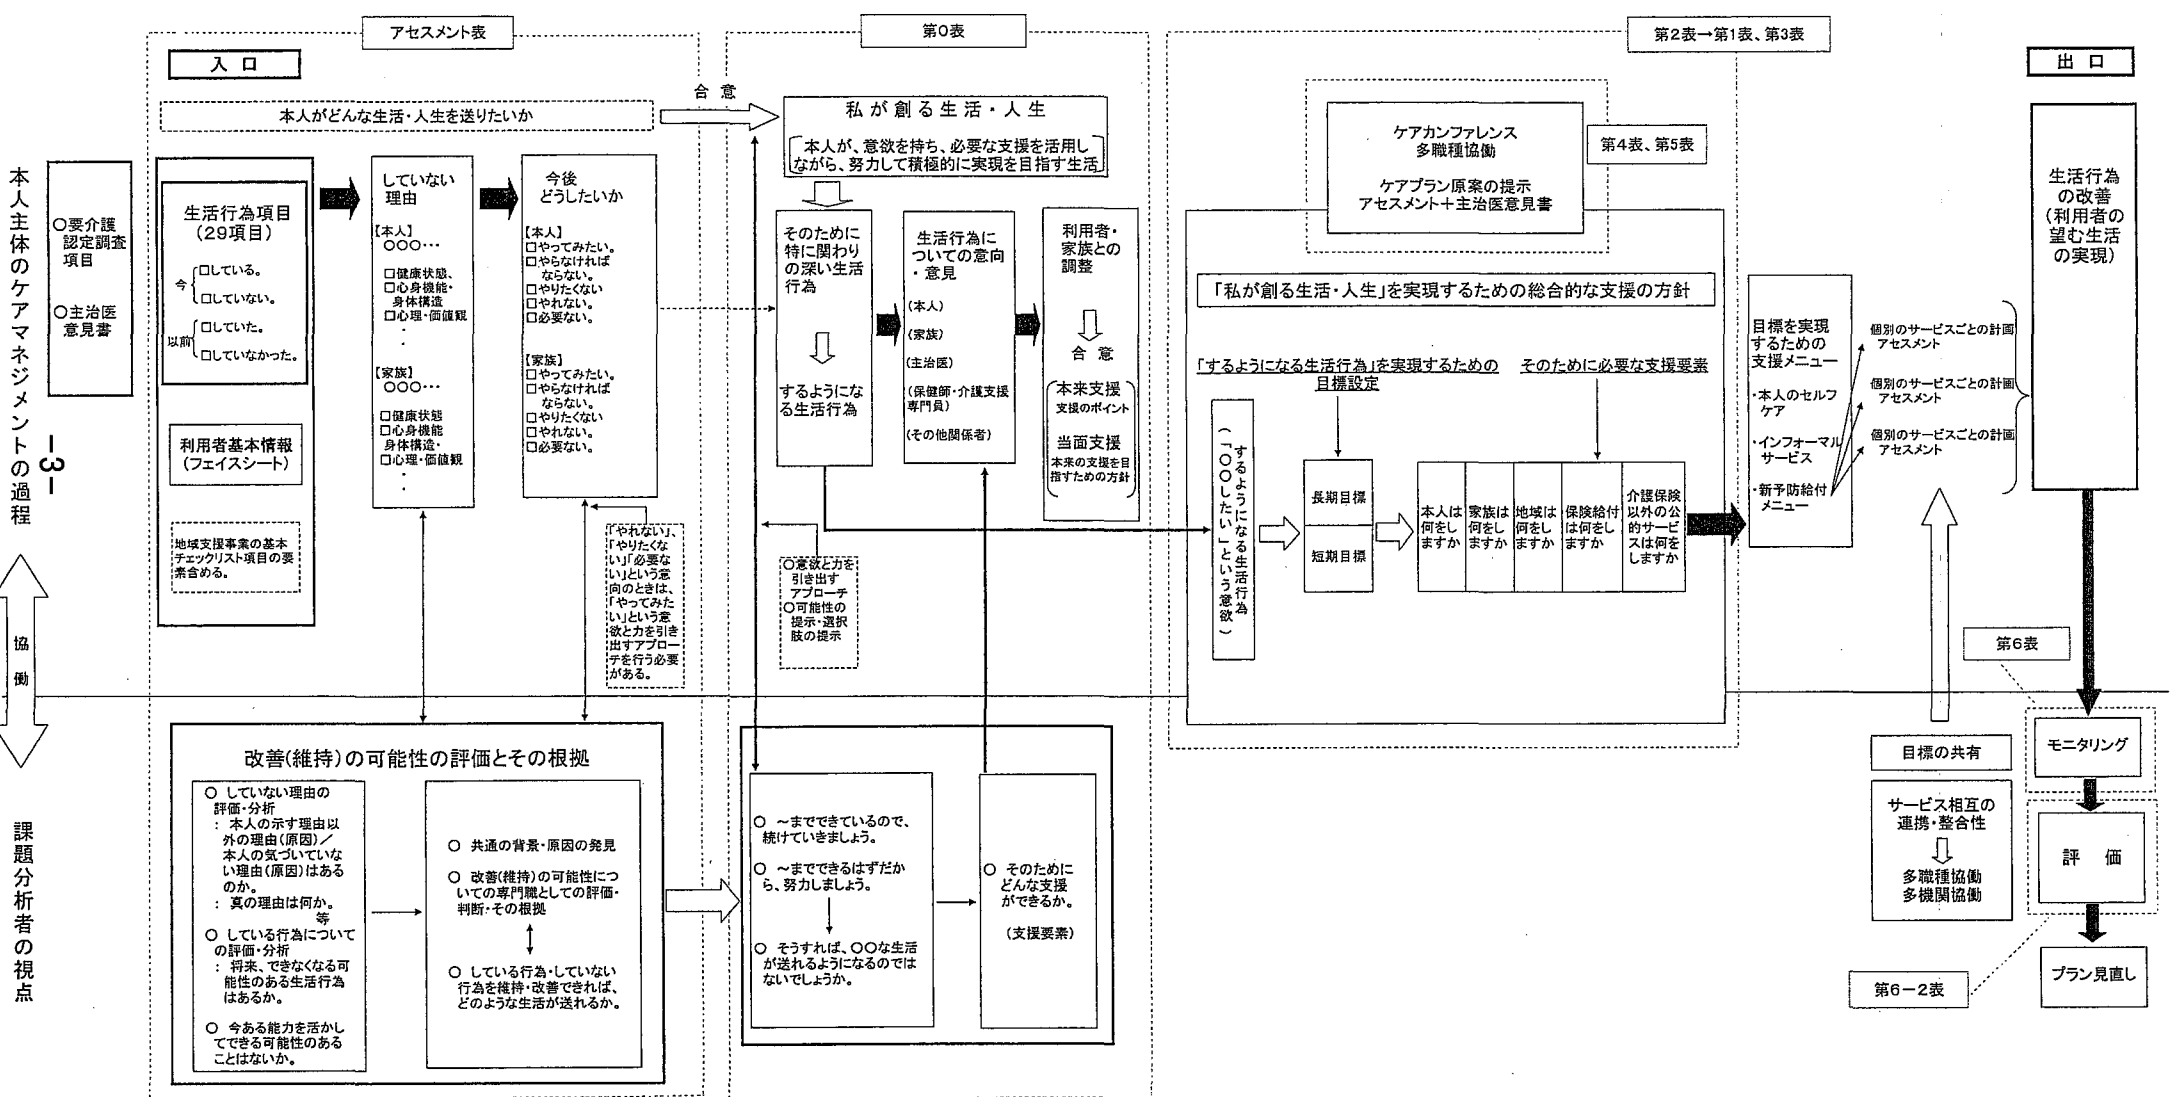 アセスメント表
第0表
第2表→第1表、第3表
入口
出口
合意
本人がどんな生活・人生を送りたいか
私が創る生活・人生
本人が、意欲を持ち、必要な支援を活用し
ながら、努力して積極的に実現を目指す生活
ケアカンファレンス
多職種協働
ケアプラン原案の提示
アセスメント+主治医意見書
第4表、第5表
本人主体のケアマネジメントの過程
-3-
○要介護
認定調査
項目
○主治医
意見書
生活行為項目
(29項目)
今
□している。
□していない。
以前
□していた。
□していなかった。
利用者基本情報
(フェイスシート)
地域支援事業の基本
チェックリスト項目の要
素含める。
していない
理由
【本人】
○○○…
□健康状態、
□心身機能・
身体構造
□心理・価値観
・
・
【家族】
○○○…
□健康状態
□心身機能
身体構造・
□心理・価値観
・
・
今後
どうしたいか
【本人】
□やってみたい。
□やらなければ
ならない。
□やりたくない
□やれない。
□必要ない。
【家族】
□やってみたい。
□やらなければ
ならない。
□やりたくない
□やれない。
□必要ない。
「やれない」、
「やりたくな
い」「必要な
い」という意
向のときは、
「やってみた
い」という意
欲と力を引き
出すアプロー
チを行う必要
がある。
そのために
特に関わり
の深い生活
行為
するようにな
る生活行為
生活行為に
ついての意向
・意見
(本人)
(家族)
(主治医)
(保健師・介護支援
専門員)
(その他関係者)
利用者・
家族との
調整
合意
本来支援
支援のポイント
当面支援
本来の支援を目
指すための方針
○意欲と力を
引き出す
アプローチ
○可能性の
提示・選択
肢の提示
「私が創る生活・人生」を実現するための総合的な支援の方針
「するようになる生活行為」を実現するための
目標設定
そのために必要な支援要素
するようになる生活行為
(「○○したい」という意欲)
長期目標
短期目標
本人は
何をし
ますか
家族は
何をし
ますか
地域は
何をし
ますか
保険給付
は何をし
ますか
介護保険
以外の公
的サービ
スは何を
しますか
目標を実現
するための
支援メニュー
・本人のセルフ
ケア
・インフォーマル
サービス
・新予防給付
メニュー
個別のサービスごとの計画
アセスメント
個別のサービスごとの計画
アセスメント
個別のサービスごとの計画
アセスメント
生活行為
の改善
(利用者の
望む生活
の実現)
協働
課題分析者の視点
改善(維持)の可能性の評価とその根拠
○ していない理由の
評価・分析
: 本人の示す理由以
外の理由(原因)/
本人の気づいていな
い理由(原因)はある
のか。
: 真の理由は何か。
等
○ している行為について
の評価・分析
: 将来、できなくなる可
能性のある生活行為
はあるか。
○ 今ある能力を活かし
てできる可能性のある
ことはないか。
○ 共通の背景・原因の発見
○ 改善(維持)の可能性につ
いての専門職としての評価・
判断・その根拠
○ している行為・していない
行為を維持・改善できれば、
どのような生活が送れるか。
○ ~までできているので、
続けていきましょう。
○ ~までできるはずだか
ら、努力しましょう。
○ そうすれば、○○な生活
が送れるようになるのでは
ないでしょうか。
○ そのために
どんな支援
ができるか。
(支援要素)
目標の共有
サービス相互の
連携・整合性
多職種協働
多機関協働
第6表
モニタリング
評価
第6-2表
プラン見直し